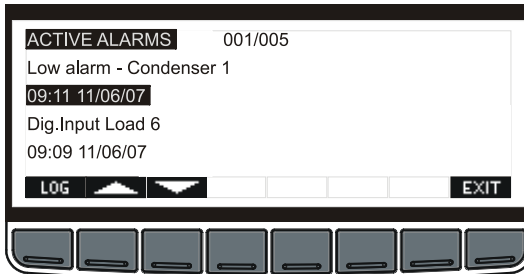 ACTIVE ALARMS 001/005
Low alarm - Condenser 1
09:11 11/06/07
Dig.Input Load 6
09:09 11/06/07
LOG EXIT